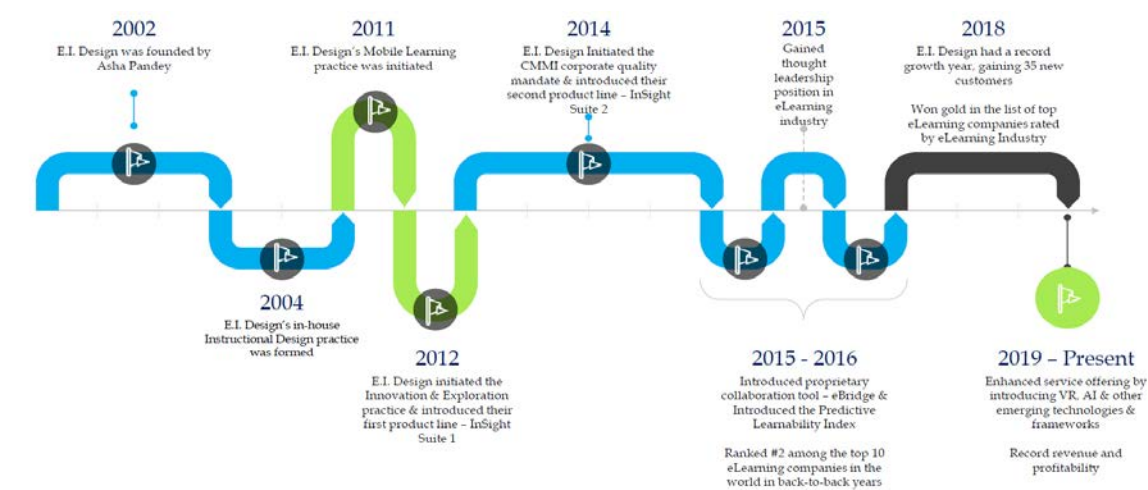 2002
E.I. Design was founded by
Asha Pandey
2004
E.I. Design's in-house
Instructional Design practice
was formed
2011
E.I. Design's Mobile Learning
practice was initiated
2012
E.I. Design initiated the
Innovation & Exploration
practice & introduced their
first product line – InSight
Suite 1
2014
E.I. Design Initiated the
CMMI corporate quality
mandate & introduced their
second product line – InSight
Suite 2
2015
Gained
thought
leadership
position in
eLearning
industry
2015 - 2016
Introduced proprietary
collaboration tool – eBridge &
Introduced the Predictive
Learnability Index
Ranked #2 among the top 10
eLearning companies in the
world in back-to-back years
2018
E.I. Design had a record
growth year, gaining 35 new
customers
Won gold in the list of top
eLearning companies rated
by eLearning Industry
2019 – Present
Enhanced service offering by
introducing VR, AI & other
emerging technologies &
frameworks
Record revenue and
profitability